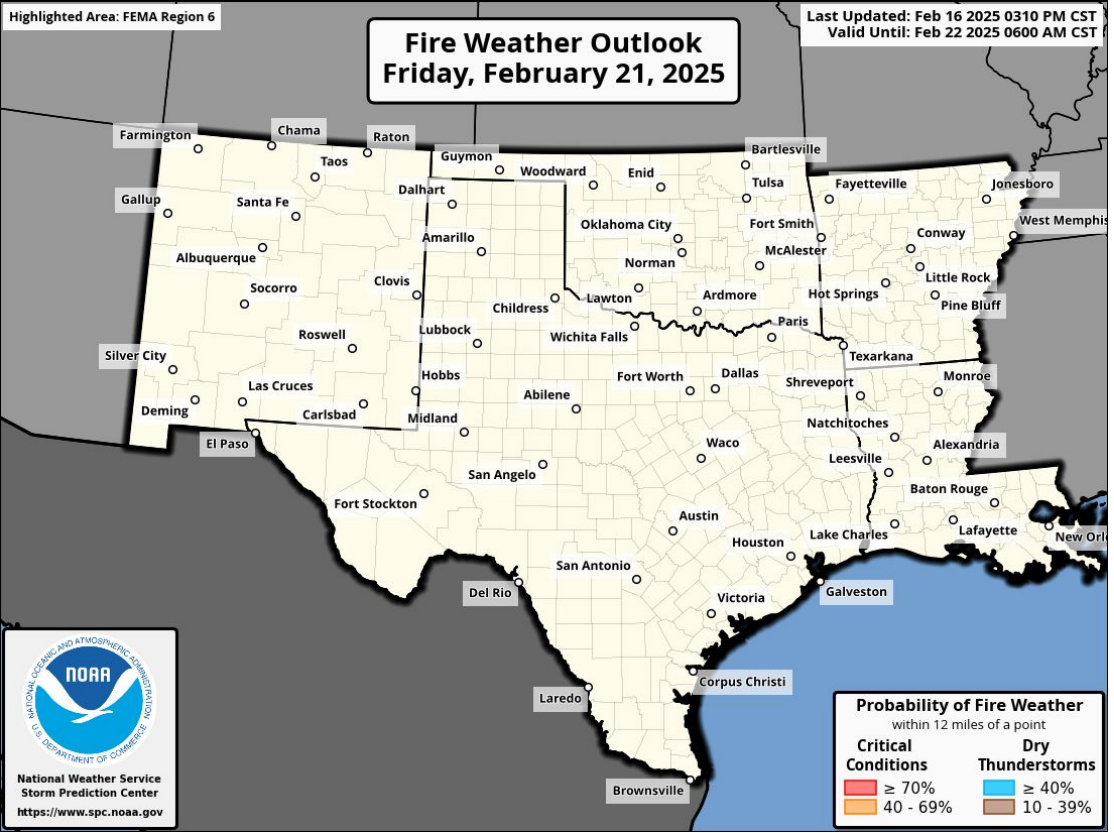 Highlighted Area: FEMA Region 6
Fire Weather Outlook
Friday, February 21, 2025
Last Updated: Feb 16 2025 0310 PM CST
Valid Until: Feb 22 2025 0600 AM CST
Farmington
Chama
Raton
Guymon
Bartlesville
Taos
Woodward
Enid
Tulsa
Fayetteville
Jonesboro
Dalhart
Gallup
Santa Fe
Oklahoma City
Fort Smith
West Memphis
Amarillo
Conway
Albuquerque
Norman
McAlester
Little Rock
Clovis
Socorro
Childress
Lawton
Ardmore
Hot Springs
Pine Bluff
Roswell
Lubbock
Wichita Falls
Paris
Silver City
Texarkana
Las Cruces
Hobbs
Fort Worth
Dallas
Shreveport
Monroe
Deming
Carlsbad
Midland
Abilene
Natchitoches
El Paso
Waco
Leesville
Alexandria
San Angelo
Baton Rouge
Fort Stockton
Austin
Houston
Lake Charles
Lafayette
New Orl
San Antonio
Del Rio
Victoria
Galveston
Laredo
Corpus Christi
Brownsville
NATIONAL OCEANIC AND ATMOSPHERIC ADMINISTRATION
NOAA
U.S. DEPARTMENT OF COMMERCE
National Weather Service
Storm Prediction Center
https://www.spc.noaa.gov
Probability of Fire Weather
within 12 miles of a point
Critical Conditions
≥ 70%
40 - 69%
Dry Thunderstorms
≥ 40%
10 - 39%